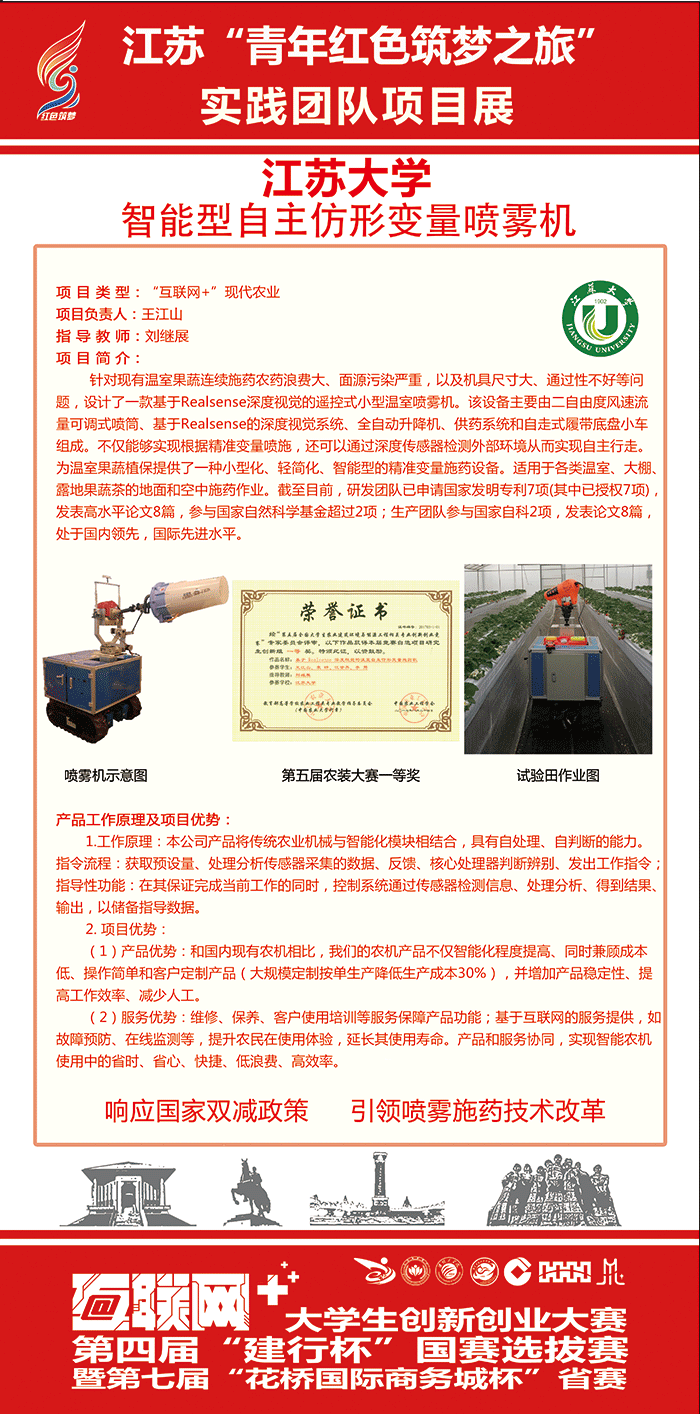 江苏“青年红色筑梦之旅”
红色筑梦
实践团队项目展
江苏大学
智能型自主仿形变量喷雾机
项目类型：“互联网+”现代农业
项目负责人：王江山
指导教师：刘继展
项目简介：
江苏大学
1902
JIANGSU UNIVERSITY
针对现有温室果蔬连续施药农药浪费大、面源污染严重，以及机具尺寸大、通过性不好等问
题，设计了一款基于Realsense深度视觉的遥控式小型温室喷雾机。该设备主要由二自由度风速流
量可调式喷筒、基于Realsense的深度视觉系统、全自动升降机、供药系统和自走式履带底盘小车
组成。不仅能够实现根据精准变量喷施，还可以通过深度传感器检测外部环境从而实现自主行走。
为温室果蔬植保提供了一种小型化、轻简化、智能型的精准变量施药设备。适用于各类温室、大棚、
露地果蔬茶的地面和空中施药作业。截至目前，研发团队已申请国家发明专利7项(其中已授权7项)，
发表高水平论文8篇，参与国家自然科学基金超过2项；生产团队参与国家自科2项，发表论文8篇，
处于国内领先，国际先进水平。
荣誉证书
喷雾机示意图
第五届农装大赛一等奖
试验田作业图
产品工作原理及项目优势：
1.工作原理：本公司产品将传统农业机械与智能化模块相结合，具有自处理、自判断的能力。
指令流程：获取预设量、处理分析传感器采集的数据、反馈、核心处理器判断辨别、发出工作指令；
指导性功能：在其保证完成当前工作的同时，控制系统通过传感器检测信息、处理分析、得到结果、
输出，以储备指导数据。
2. 项目优势：
（1）产品优势：和国内现有农机相比，我们的农机产品不仅智能化程度提高、同时兼顾成本
低、操作简单和客户定制产品（大规模定制按单生产降低生产成本30%），并增加产品稳定性、提
高工作效率、减少人工。
（2）服务优势：维修、保养、客户使用培训等服务保障产品功能；基于互联网的服务提供，如
故障预防、在线监测等，提升农民在使用体验，延长其使用寿命。产品和服务协同，实现智能农机
使用中的省时、省心、快捷、低浪费、高效率。
响应国家双减政策 引领喷雾施药技术改革
互联网++
大学生创新创业大赛
第四届“建行杯”国赛选拔赛
暨第七届“花桥国际商务城杯”省赛